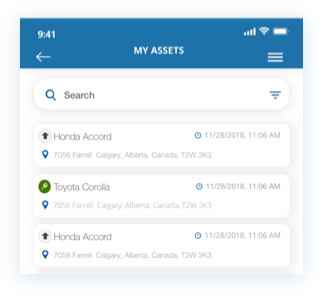 9:41
MY ASSETS
Search
Honda Accord 11/28/2018, 11:06 AM
7056 Farrell Calgary, Alberta, Canada, T2W 3K3
Toyota Corolla 11/28/2018, 11:06 AM
7056 Farrell Calgary, Alberta, Canada, T2W 3K3
Honda Accord 11/28/2018, 11:06 AM
7056 Farrell Calgary, Alberta, Canada, T2W 3K3